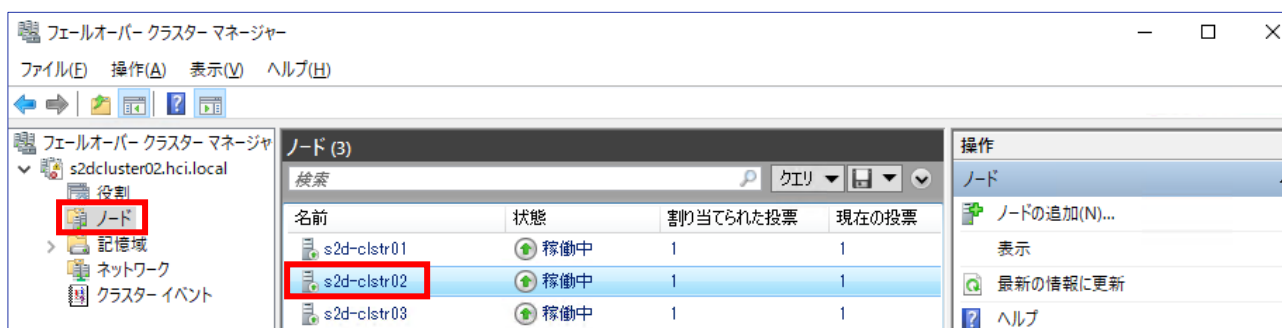 フェールオーバー クラスター マネージャー
ファイル(F) 操作(A) 表示(V) ヘルプ(H)
フェールオーバー クラスター マネージャ
s2dcluster02.hci.local
役割
ノード
記憶域
ネットワーク
クラスター イベント
ノード (3)
検索
クエリ
名前 状態 割り当てられた投票 現在の投票
s2d-clstr01 稼働中 1 1
s2d-clstr02 稼働中 1 1
s2d-clstr03 稼働中 1 1
操作
ノード
ノードの追加(N)...
表示
最新の情報に更新
ヘルプ